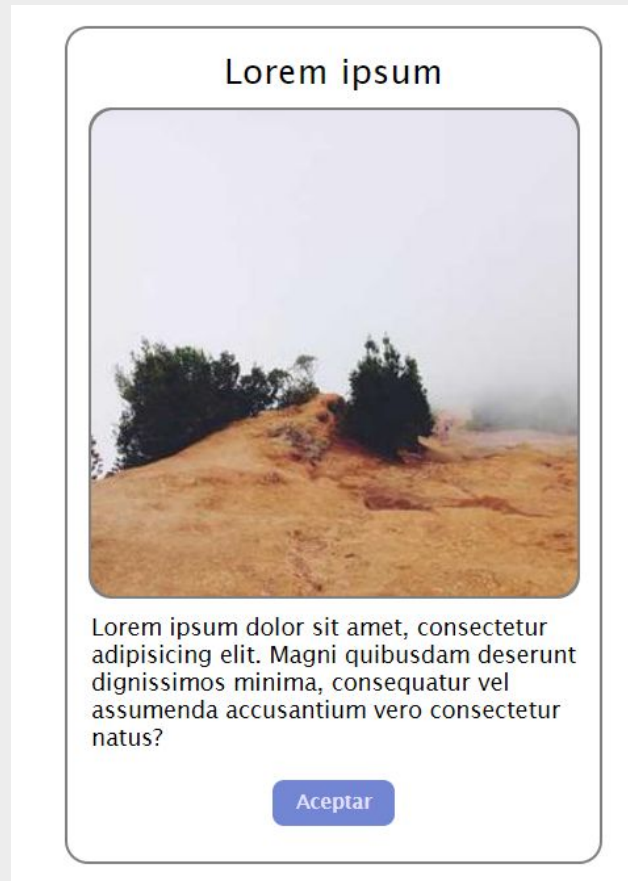 Lorem ipsum
Lorem ipsum dolor sit amet, consectetur
adipisicing elit. Magni quibusdam deserunt
dignissimos minima, consequatur vel
assumenda accusantium vero consectetur
natus?
Aceptar